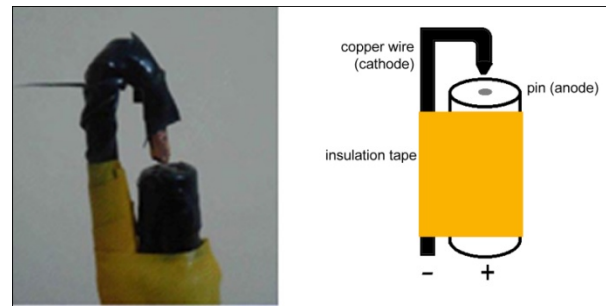 copper wire
(cathode)
pin (anode)
insulation tape
- +